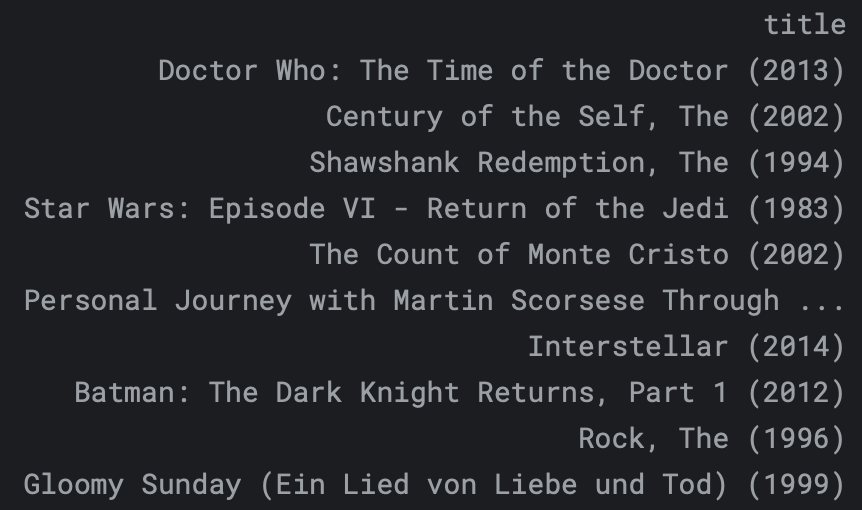 title
Doctor Who: The Time of the Doctor (2013)
Century of the Self, The (2002)
Shawshank Redemption, The (1994)
Star Wars: Episode VI - Return of the Jedi (1983)
The Count of Monte Cristo (2002)
Personal Journey with Martin Scorsese Through ...
Interstellar (2014)
Batman: The Dark Knight Returns, Part 1 (2012)
Rock, The (1996)
Gloomy Sunday (Ein Lied von Liebe und Tod) (1999)